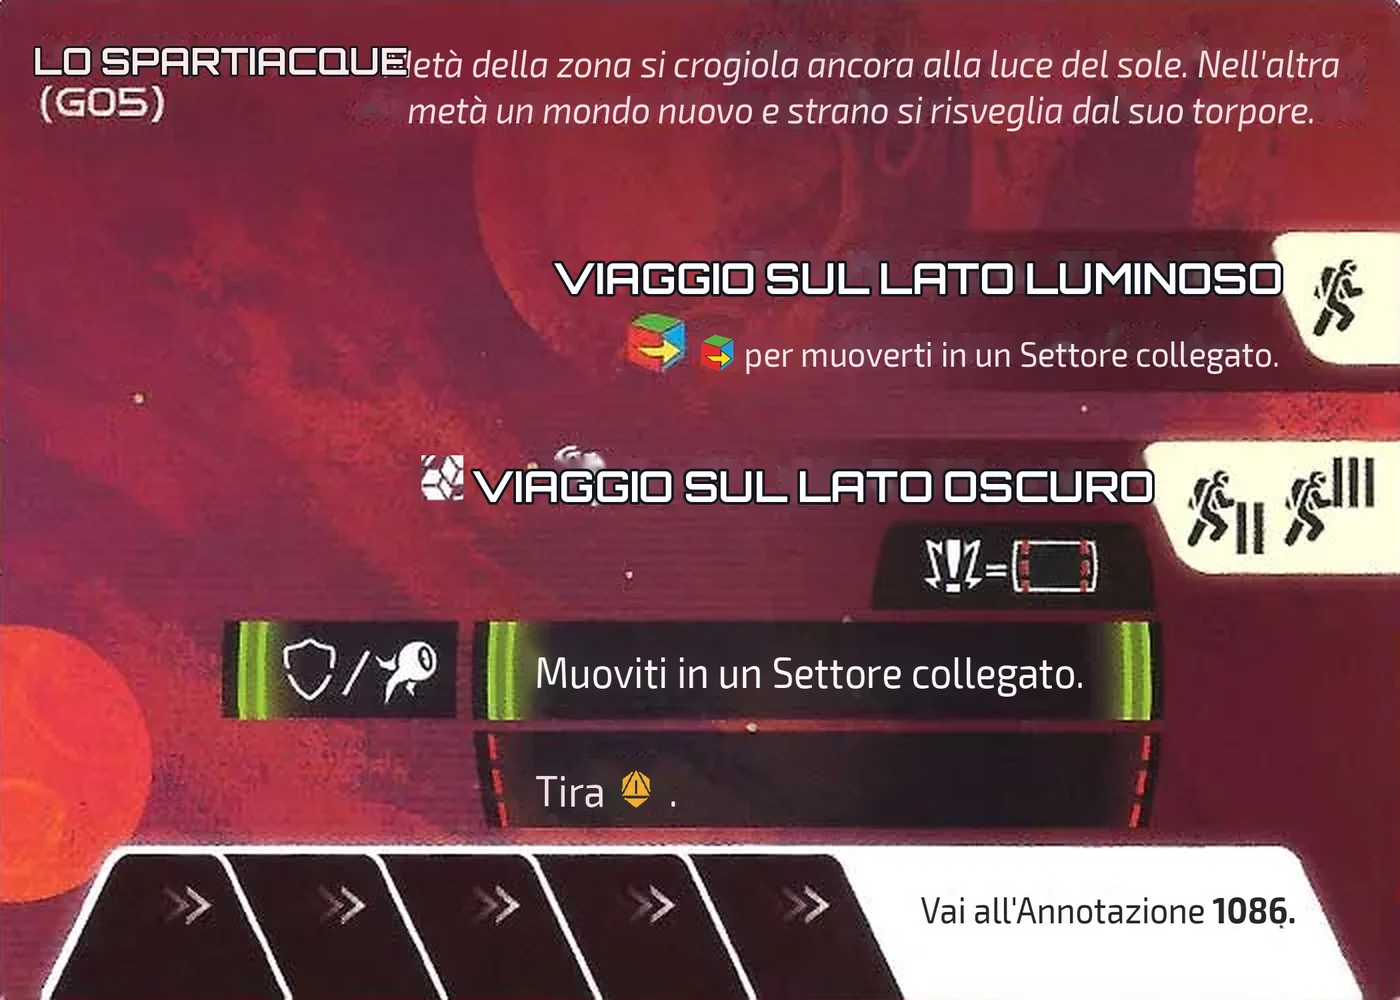 LO SPARTIACQUE
(G05)
Metà della zona si crogiola ancora alla luce del sole. Nell'altra
metà un mondo nuovo e strano si risveglia dal suo torpore.
VIAGGIO SUL LATO LUMINOSO
per muoverti in un Settore collegato.
VIAGGIO SUL LATO OSCURO
Muoviti in un Settore collegato.
Tira .
Vai all'Annotazione 1086.